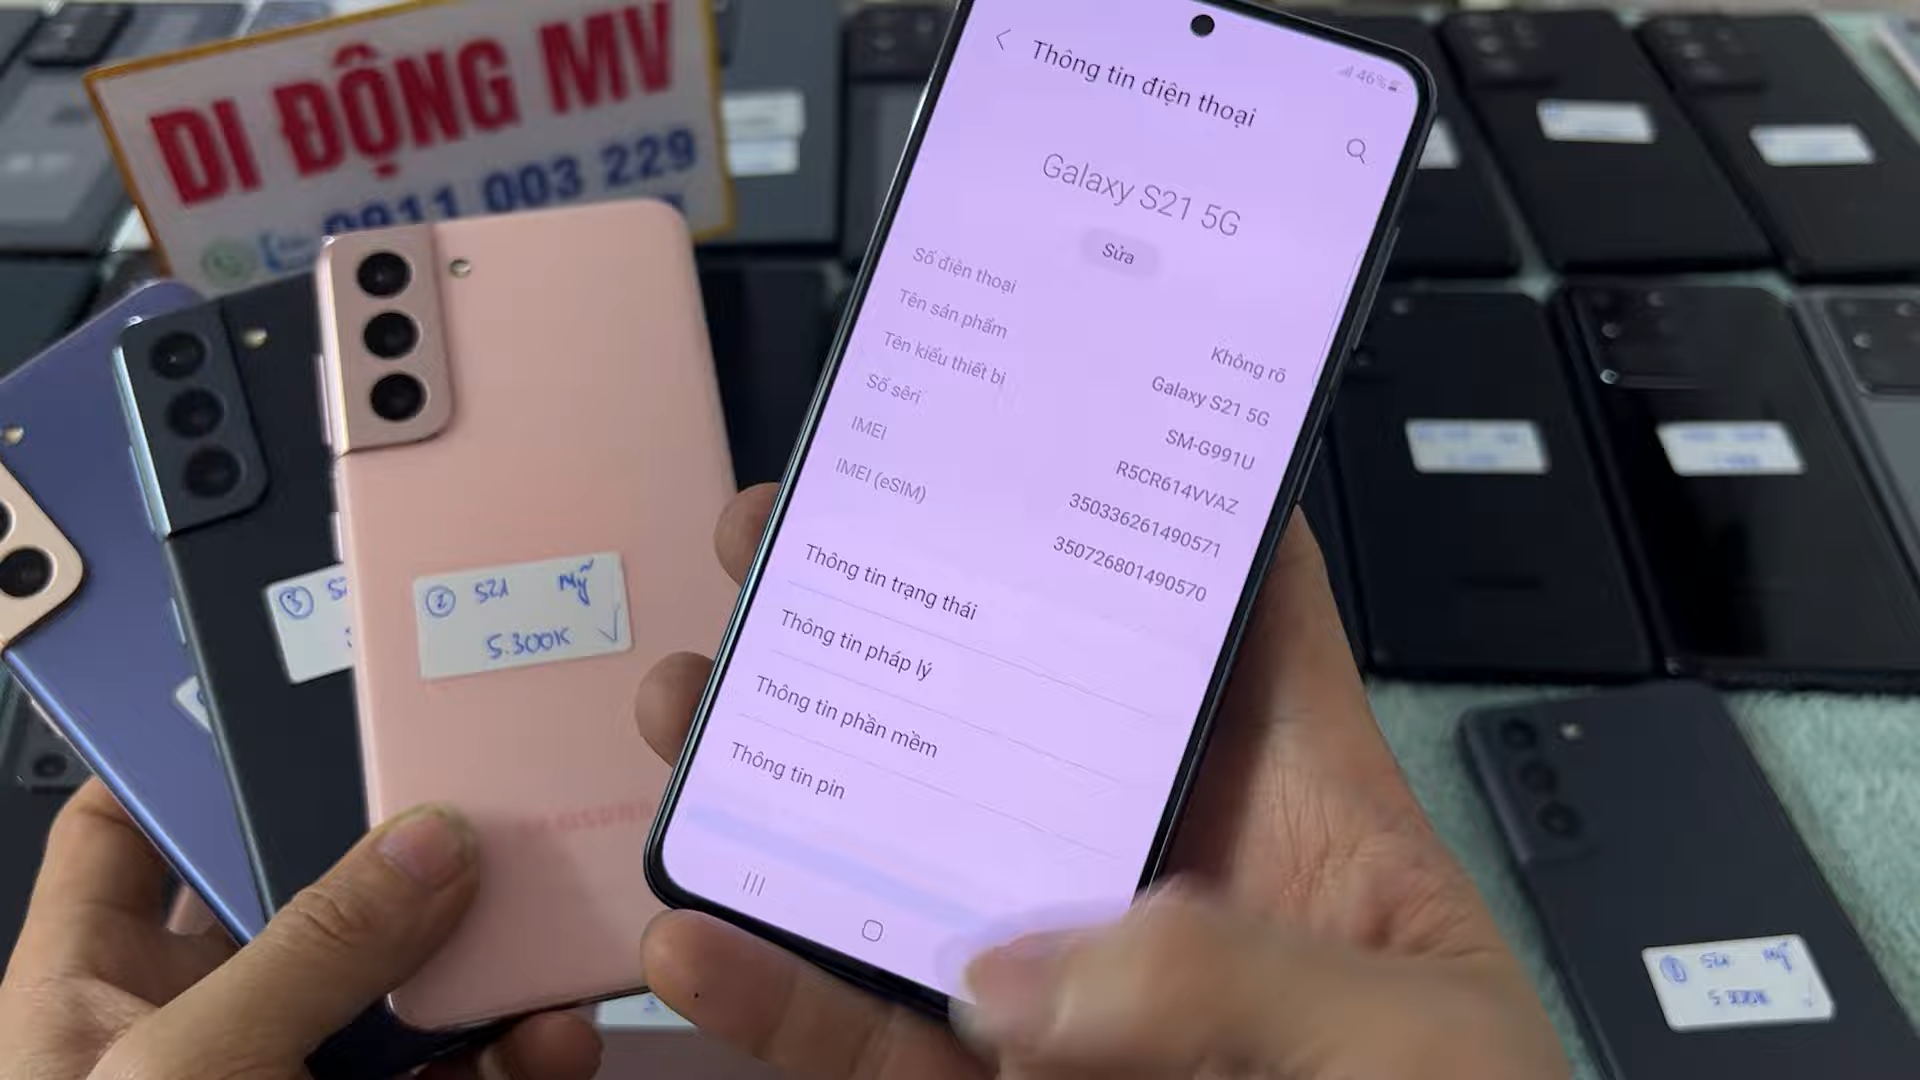 DI ĐỘNG MV
0911 003 229
46%
Thông tin điện thoại
Galaxy S21 5G
Sửa
Số điện thoại
Không rõ
Tên sản phẩm
Galaxy S21 5G
Tên kiểu thiết bị
SM-G991U
Số sêri
R5CR614VVAZ
IMEI
350336261490571
IMEI (eSIM)
350726801490570
Thông tin trạng thái
Thông tin pháp lý
Thông tin phần mềm
Thông tin pin
③
② S21 Mỹ
5.300K
SAMSUNG
S21 Mỹ